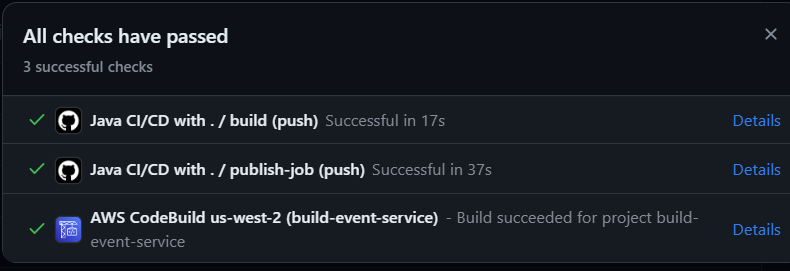 All checks have passed
3 successful checks
Java CI/CD with . / build (push) Successful in 17s Details
Java CI/CD with . / publish-job (push) Successful in 37s Details
AWS CodeBuild us-west-2 (build-event-service) - Build succeeded for project build-
event-service
Details